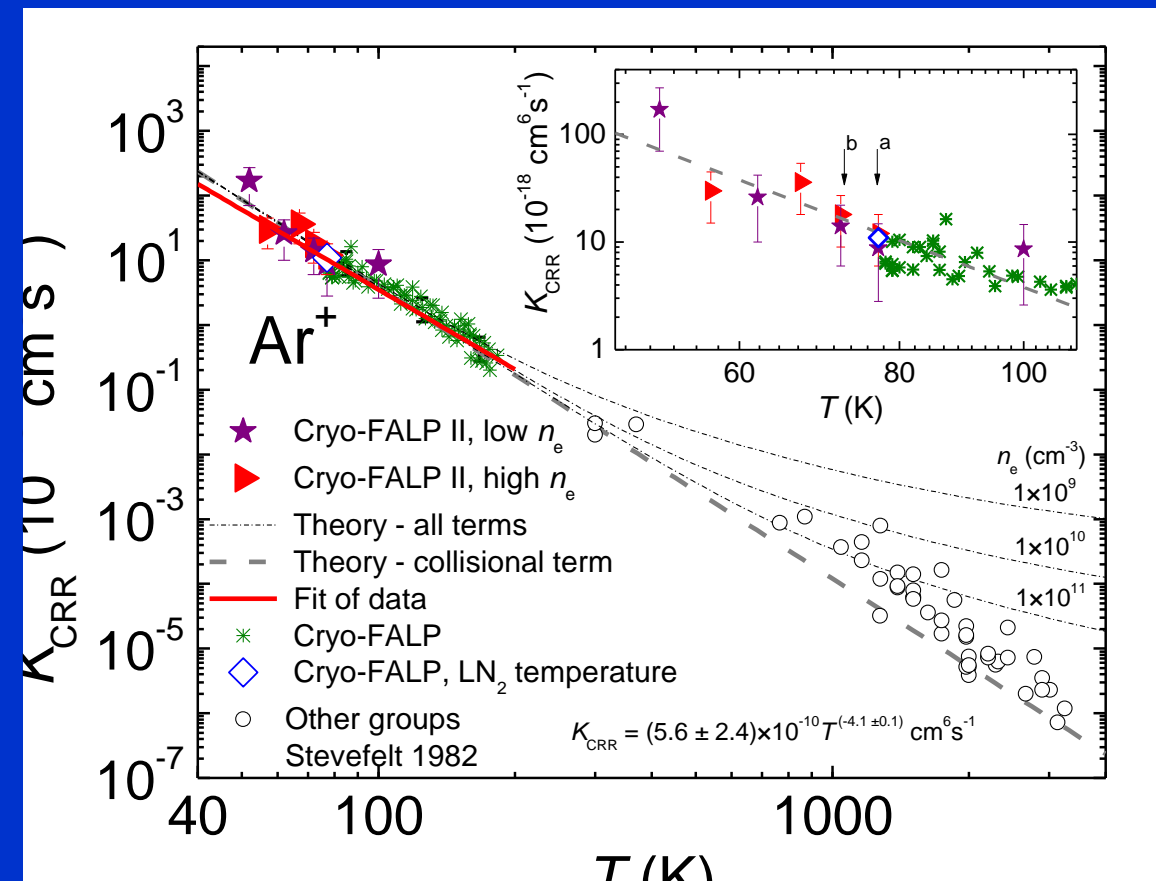 10^3
10^1
10^-1
10^-3
10^-5
10^-7
K_CRR (10 cm s )
40
100
1000
T (K)
Ar^+
Cryo-FALP II, low n_e
Cryo-FALP II, high n_e
Theory - all terms
Theory - collisional term
Fit of data
Cryo-FALP
Cryo-FALP, LN_2 temperature
Other groups
Stevefelt 1982
K_CRR = (5.6 ± 2.4)×10^-10 T^(-4.1 ±0.1) cm^6s^-1
n_e (cm^-3)
1×10^9
1×10^10
1×10^11
K_CRR (10^-18 cm^6s^-1)
100
10
1
b
a
60
80
100
T (K)